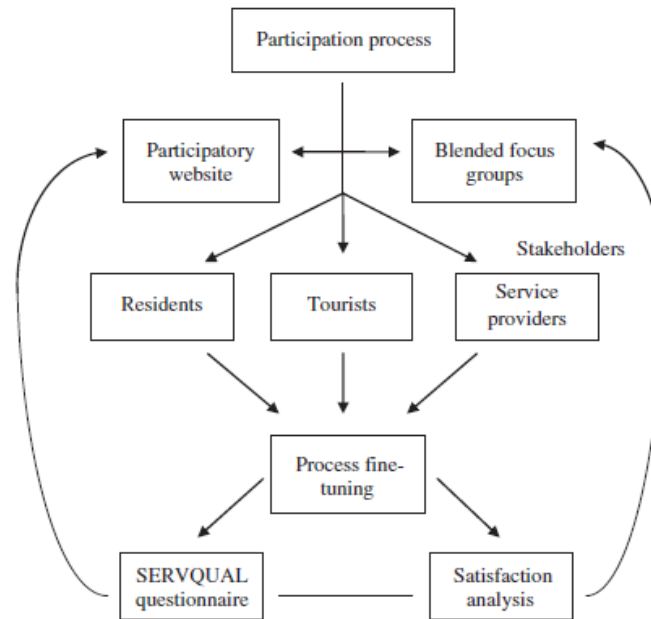 Participation process
Participatory
website
Blended focus
groups
Stakeholders
Residents
Tourists
Service
providers
Process fine-
tuning
SERVQUAL
questionnaire
Satisfaction
analysis